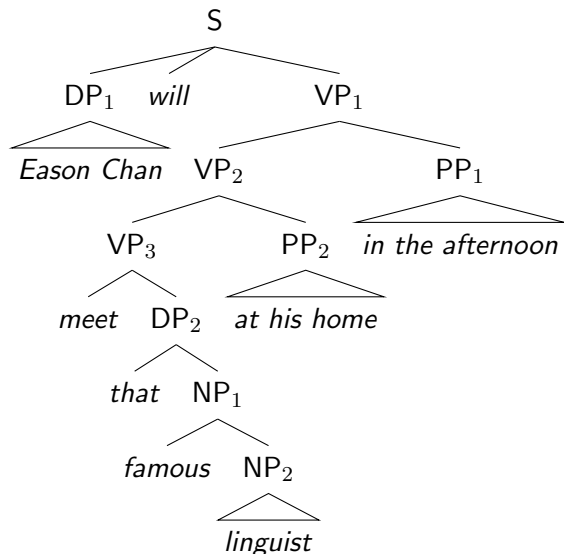 S
DP₁ will VP₁
Eason Chan VP₂ PP₁
VP₃ PP₂ in the afternoon
meet DP₂ at his home
that NP₁
famous NP₂
linguist